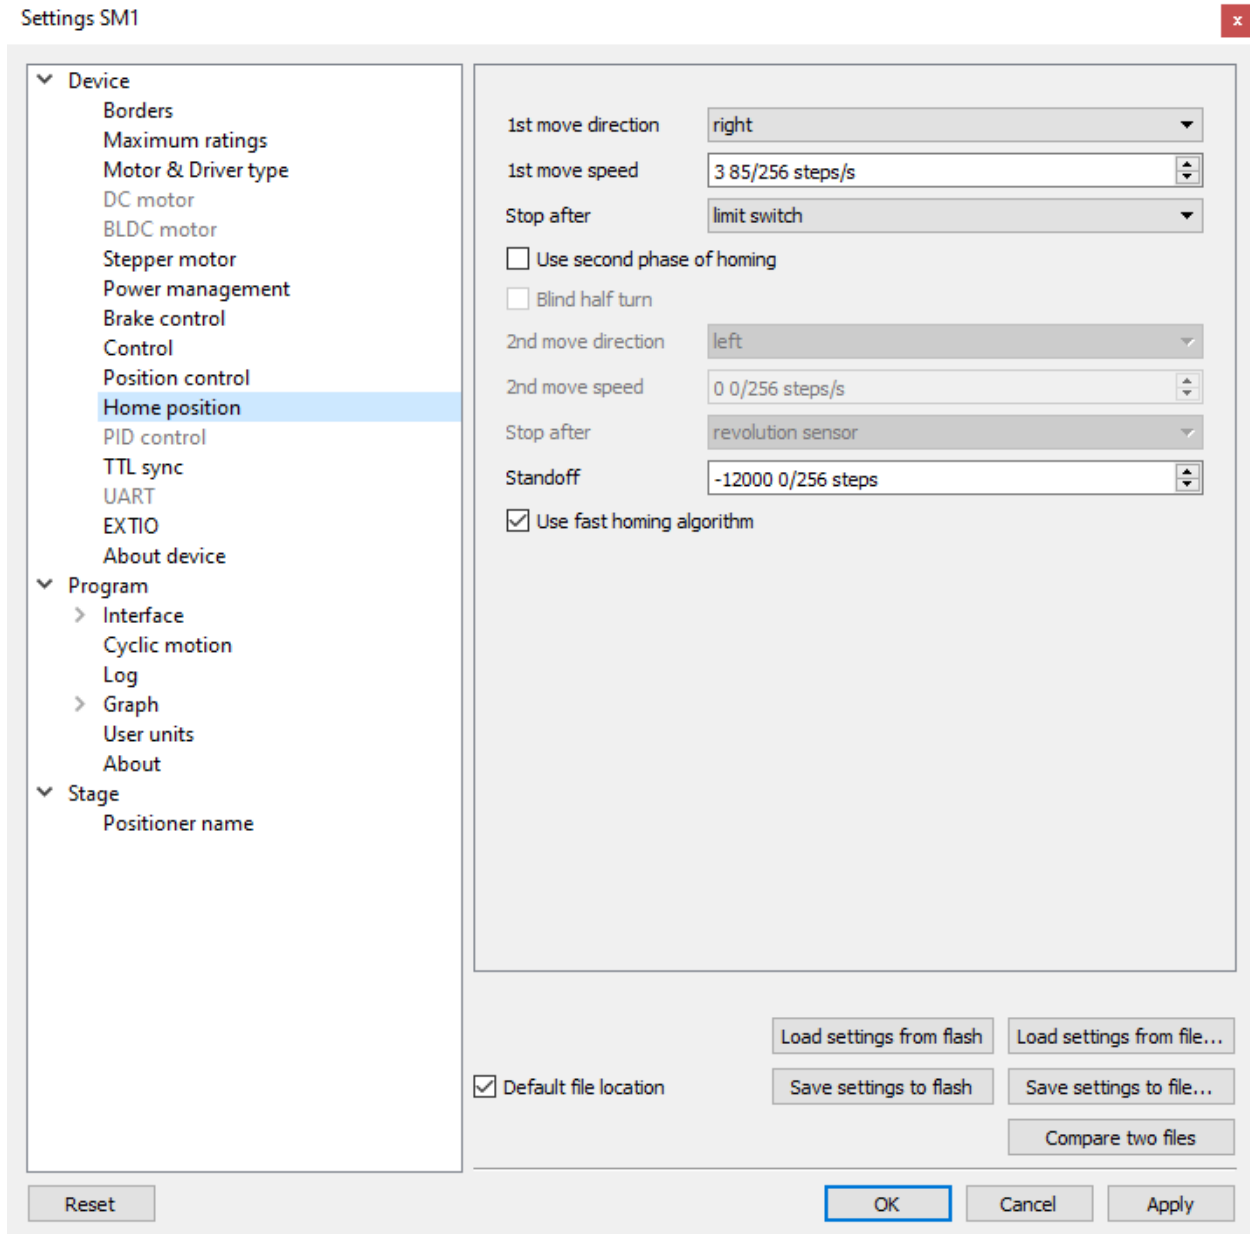 Settings SM1
x
Device
Borders
Maximum ratings
Motor & Driver type
DC motor
BLDC motor
Stepper motor
Power management
Brake control
Control
Position control
Home position
PID control
TTL sync
UART
EXTIO
About device
Program
Interface
Cyclic motion
Log
Graph
User units
About
Stage
Positioner name
1st move direction right
1st move speed 3 85/256 steps/s
Stop after limit switch
Use second phase of homing
Blind half turn
2nd move direction left
2nd move speed 0 0/256 steps/s
Stop after revolution sensor
Standoff -12000 0/256 steps
Use fast homing algorithm
Load settings from flash Load settings from file...
Default file location Save settings to flash Save settings to file...
Compare two files
Reset OK Cancel Apply